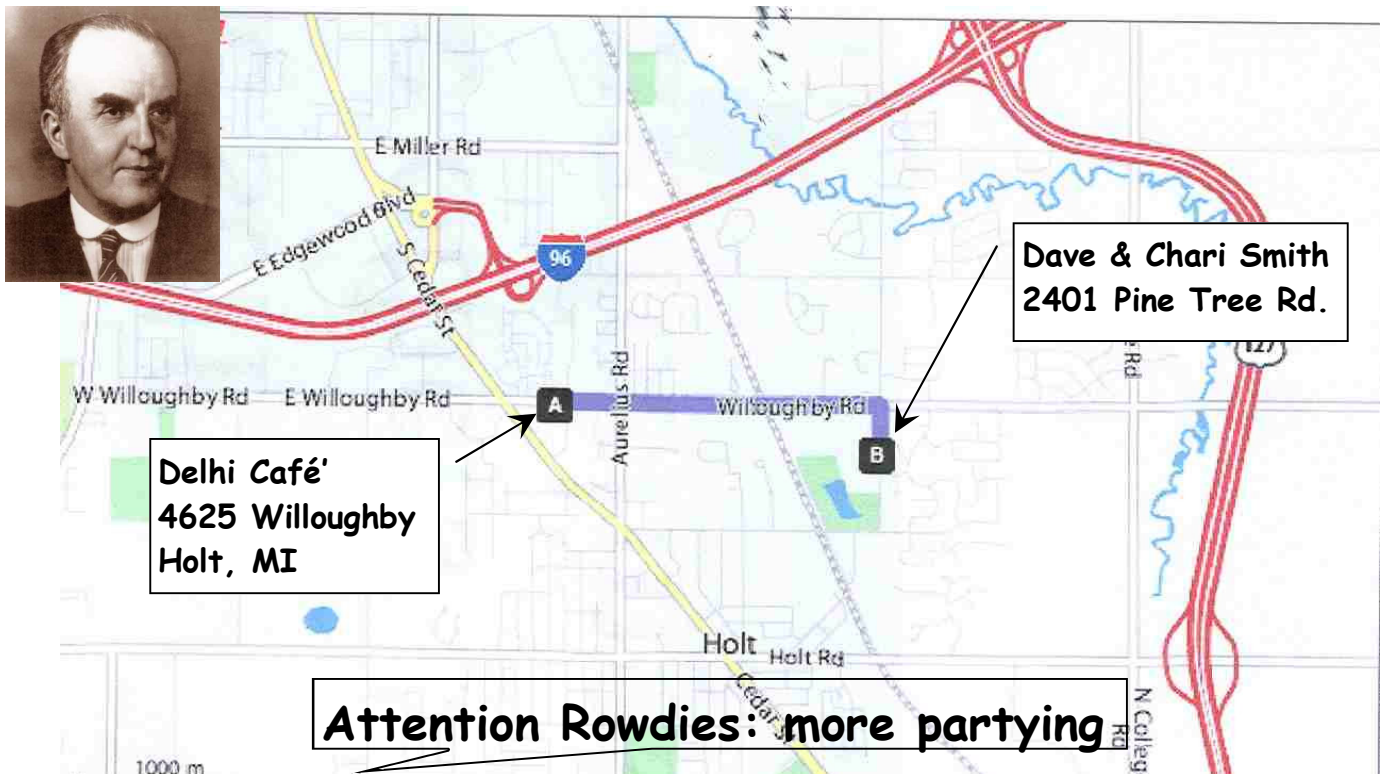 E Miller Rd
E Edgewood Blvd
S Cedar St
96
Dave & Chari Smith
2401 Pine Tree Rd.
127
Rd
W Willoughby Rd
E Willoughby Rd
A
Aurelius Rd
Willoughby Rd
B
Delhi Café'
4625 Willoughby
Holt, MI
Holt
Holt Rd
Cedar St
Attention Rowdies: more partying
N College
Rd
1000 m